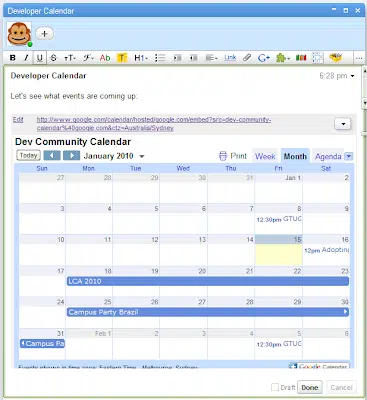 Developer Calendar
B I U S
H1
Link
Developer Calendar 6:28 pm
Let's see what events are coming up:
Edit http://www.google.com/calendar/hosted/google.com/embed?src=dev-community-
calendar%40google.com&ctz=Australia/Sydney
Dev Community Calendar
Today January 2010 Print Week Month Agenda
Sun Mon Tue Wed Thu Fri Sat
27 28 29 30 31 Jan 1 2
3 4 5 6 7 8 9
12:30pm GTUG
10 11 12 13 14 15 16
12pm Adopting
17 18 19 20 21 22 23
LCA 2010
24 25 26 27 28 29 30
Campus Party Brazil
31 Feb 1 2 3 4 5 6
Campus Pa 12:30pm GTUG
Events shown in time zone: Eastern Time - Melbourne, Sydney Google Calendar
Draft Done Cancel